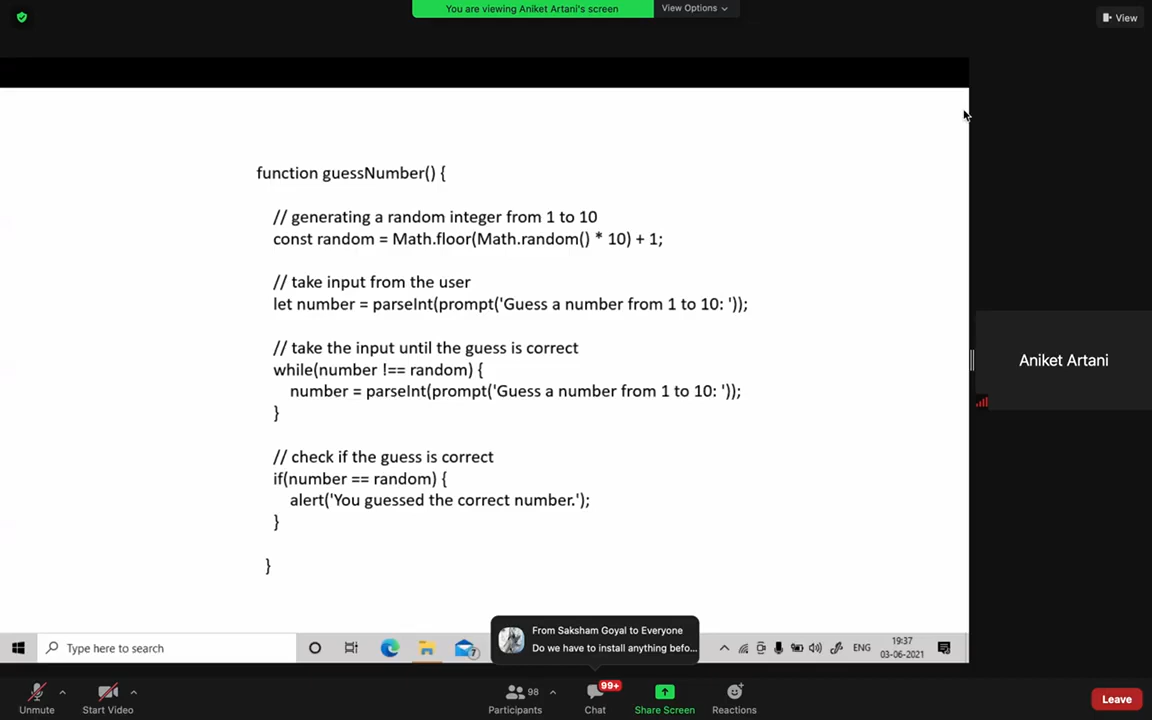 You are viewing Aniket Artani's screen
View Options
View
function guessNumber() {
// generating a random integer from 1 to 10
const random = Math.floor(Math.random() * 10) + 1;
// take input from the user
let number = parseInt(prompt('Guess a number from 1 to 10: '));
// take the input until the guess is correct
while(number !== random) {
number = parseInt(prompt('Guess a number from 1 to 10: '));
}
// check if the guess is correct
if(number == random) {
alert('You guessed the correct number.');
}
}
Aniket Artani
From Saksham Goyal to Everyone
Do we have to install anything befo...
Type here to search
7
ENG
19:37
03-06-2021
Unmute
Start Video
98
Participants
99+
Chat
Share Screen
Reactions
Leave